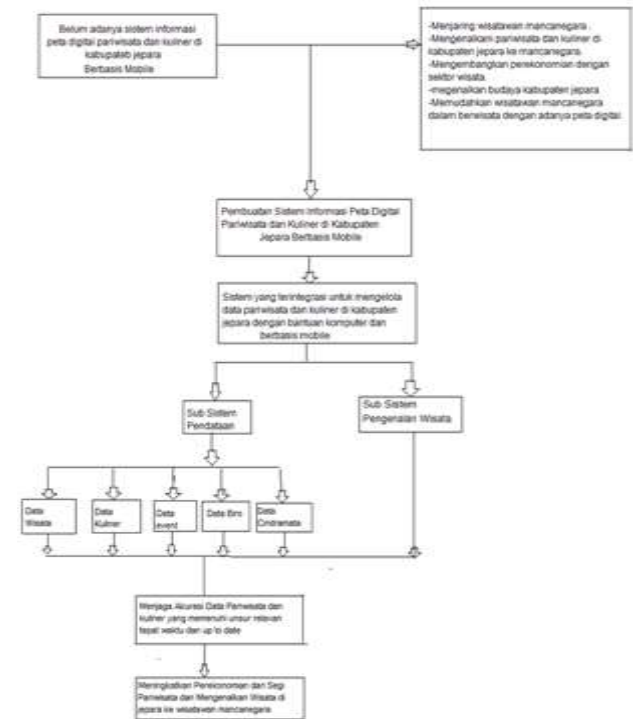 Belum adanya sistem informasi
peta digital pariwisata dan kuliner di
kabupateb jepara
Berbasis Mobile
-Menjaring wisatawan mancanegara .
-Mengenalkan pariwisata dan kuliner di
kabupaten jepara ke mancanegara.
-Mengembangkan perekonomian dengan
sektor wisata.
-megenalkan budaya kabupaten jepara
-Memudahkan wisatawan mancanegara
dalam berwisata dengan adanya peta digital.
Pembuatan Sistem Informasi Peta Digital
Pariwisata dan Kuliner di Kabupaten
Jepara Berbasis Mobile
Sistem yang terintegrasi untuk mengelola
data pariwisata dan kuliner di kabupaten
jepara dengan bantuan komputer dan
berbasis mobile
Sub Sistem
Pendataan
Sub Sistem
Pengenalan Wisata
Data
Wisata
Data
Kuliner
Data
event
Data Biro
Data
Cindramata
Menjaga Akurasi Data Pariwisata dan
kuliner yang memenuhi unsur relavan
tepat waktu dan up to date
Meningkatkan Perekonomian dari Segi
Pariwisata dan Mengenalkan Wisata di
jepara ke wisatawan mancanegara